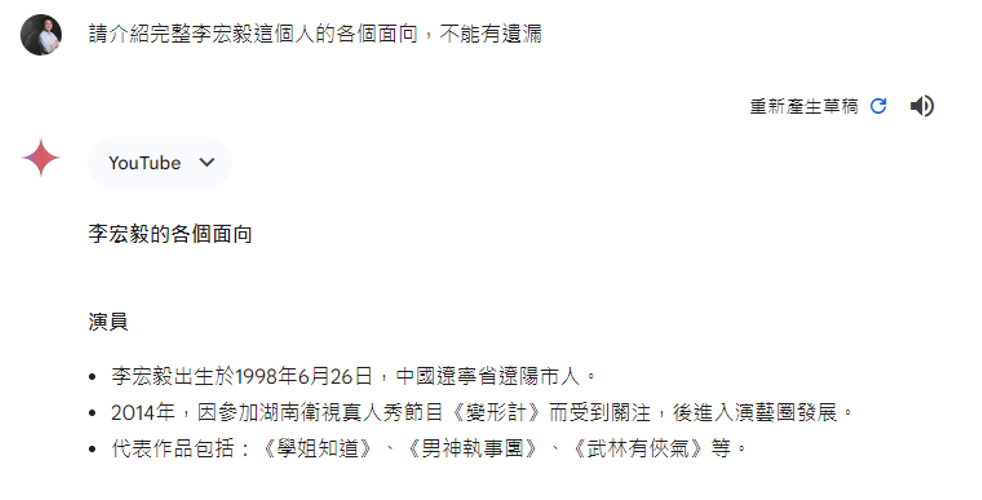 請介紹完整李宏毅這個人的各個面向，不能有遺漏
重新產生草稿
YouTube
李宏毅的各個面向
演員
• 李宏毅出生於1998年6月26日，中國遼寧省遼陽市人。
• 2014年，因參加湖南衛視真人秀節目《變形計》而受到關注，後進入演藝圈發展。
• 代表作品包括：《學姐知道》、《男神執事團》、《武林有俠氣》等。